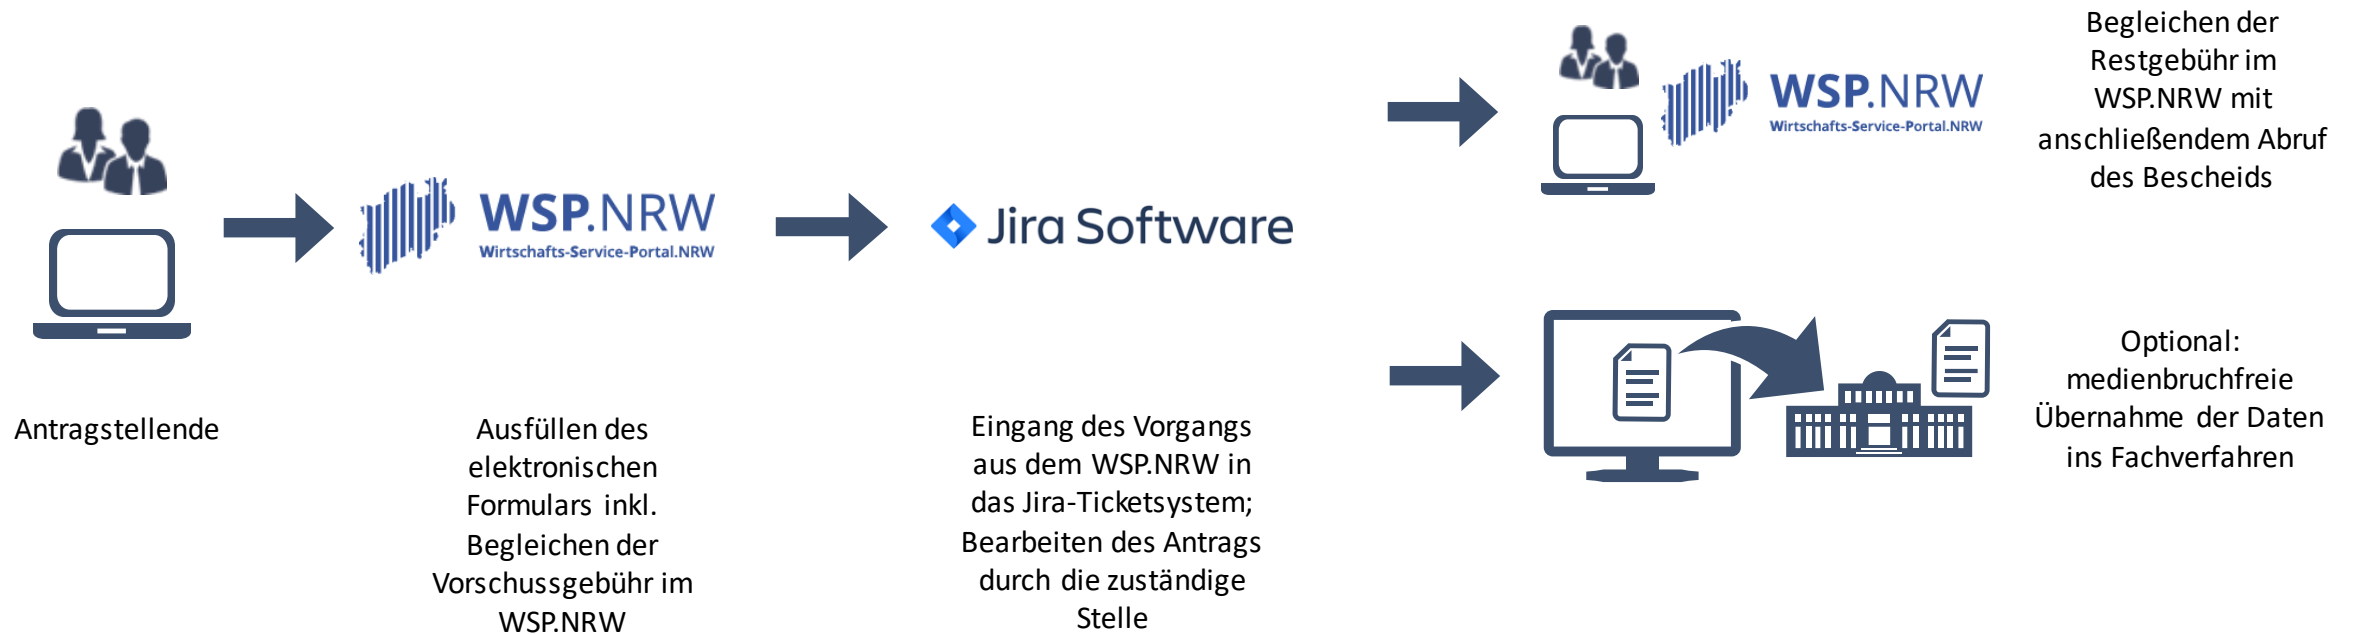 Antragstellende
WSP.NRW
Wirtschafts-Service-Portal.NRW
Ausfüllen des
elektronischen
Formulars inkl.
Begleichen der
Vorschussgebühr im
WSP.NRW
Jira Software
Eingang des Vorgangs
aus dem WSP.NRW in
das Jira-Ticketsystem;
Bearbeiten des Antrags
durch die zuständige
Stelle
WSP.NRW
Wirtschafts-Service-Portal.NRW
Begleichen der
Restgebühr im
WSP.NRW mit
anschließendem Abruf
des Bescheids
Optional:
medienbruchfreie
Übernahme der Daten
ins Fachverfahren